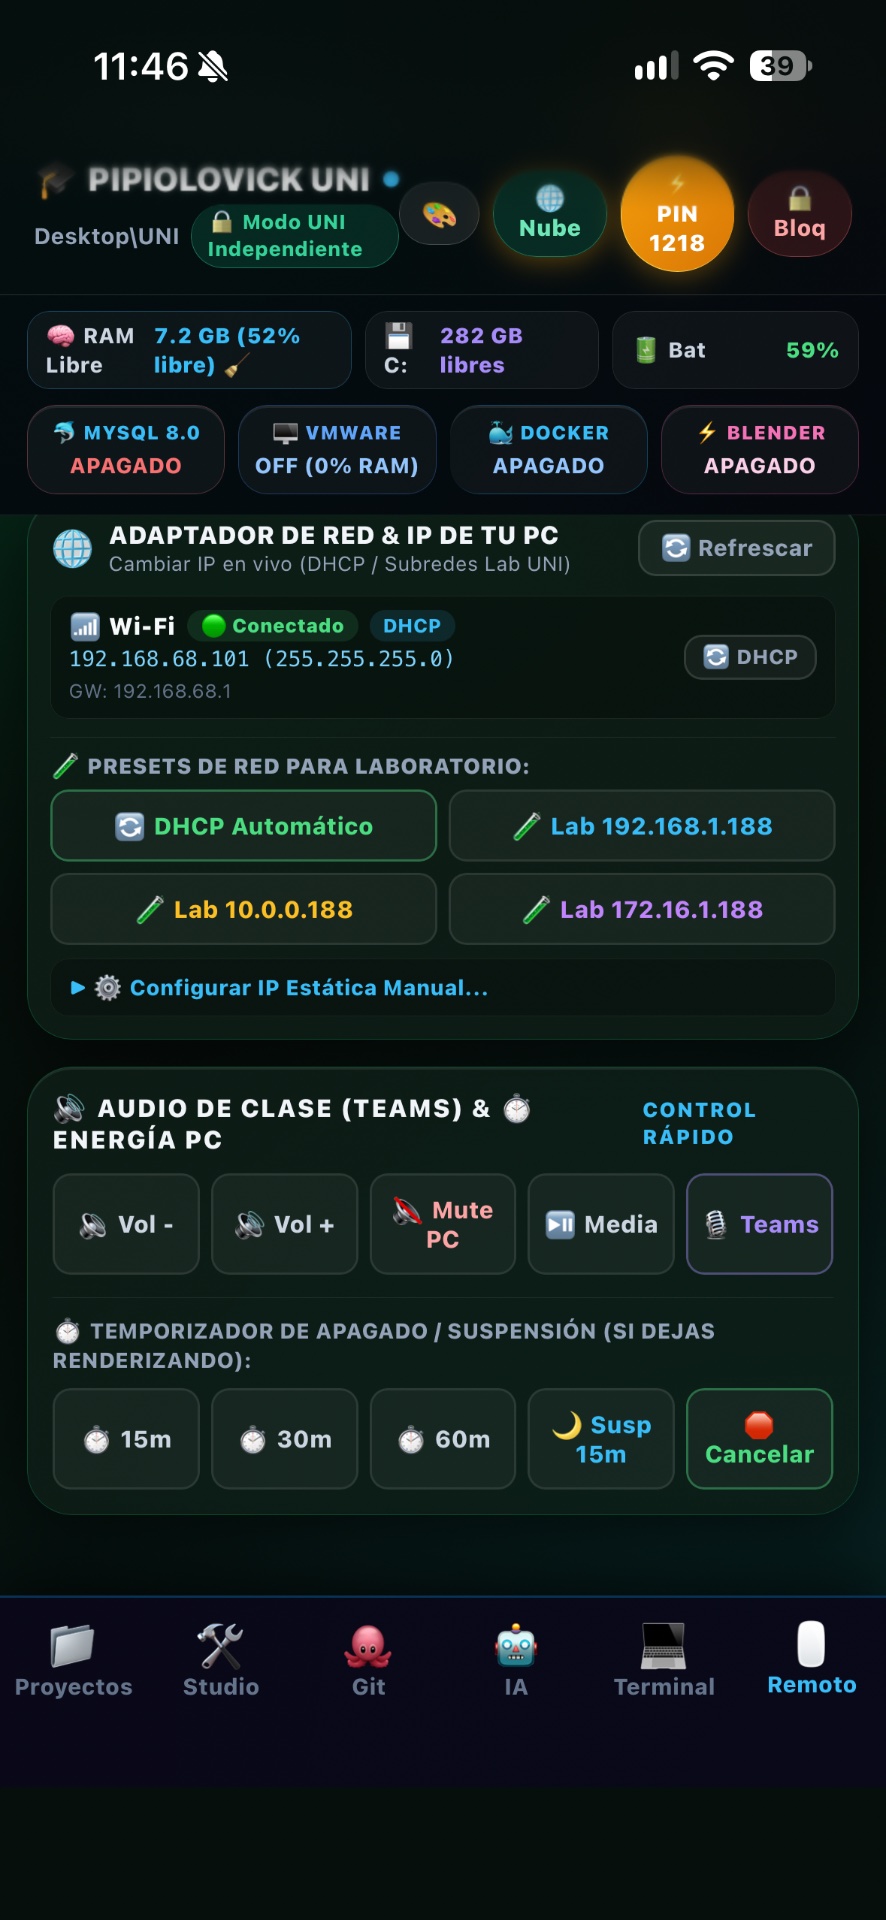 11:46
39
PIPIOLOVICK UNI
Desktop\UNI
Modo UNI
Independiente
Nube
PIN
1218
Bloq
RAM
Libre
7.2 GB (52%
libre)
C:
282 GB
libres
Bat
59%
MYSQL 8.0
APAGADO
VMWARE
OFF (0% RAM)
DOCKER
APAGADO
BLENDER
APAGADO
ADAPTADOR DE RED & IP DE TU PC
Cambiar IP en vivo (DHCP / Subredes Lab UNI)
Refrescar
Wi-Fi
Conectado
DHCP
192.168.68.101 (255.255.255.0)
GW: 192.168.68.1
DHCP
PRESETS DE RED PARA LABORATORIO:
DHCP Automático
Lab 192.168.1.188
Lab 10.0.0.188
Lab 172.16.1.188
Configurar IP Estática Manual...
AUDIO DE CLASE (TEAMS) &
ENERGÍA PC
CONTROL
RÁPIDO
Vol -
Vol +
Mute
PC
Media
Teams
TEMPORIZADOR DE APAGADO / SUSPENSIÓN (SI DEJAS
RENDERIZANDO):
15m
30m
60m
Susp
15m
Cancelar
Proyectos
Studio
Git
IA
Terminal
Remoto